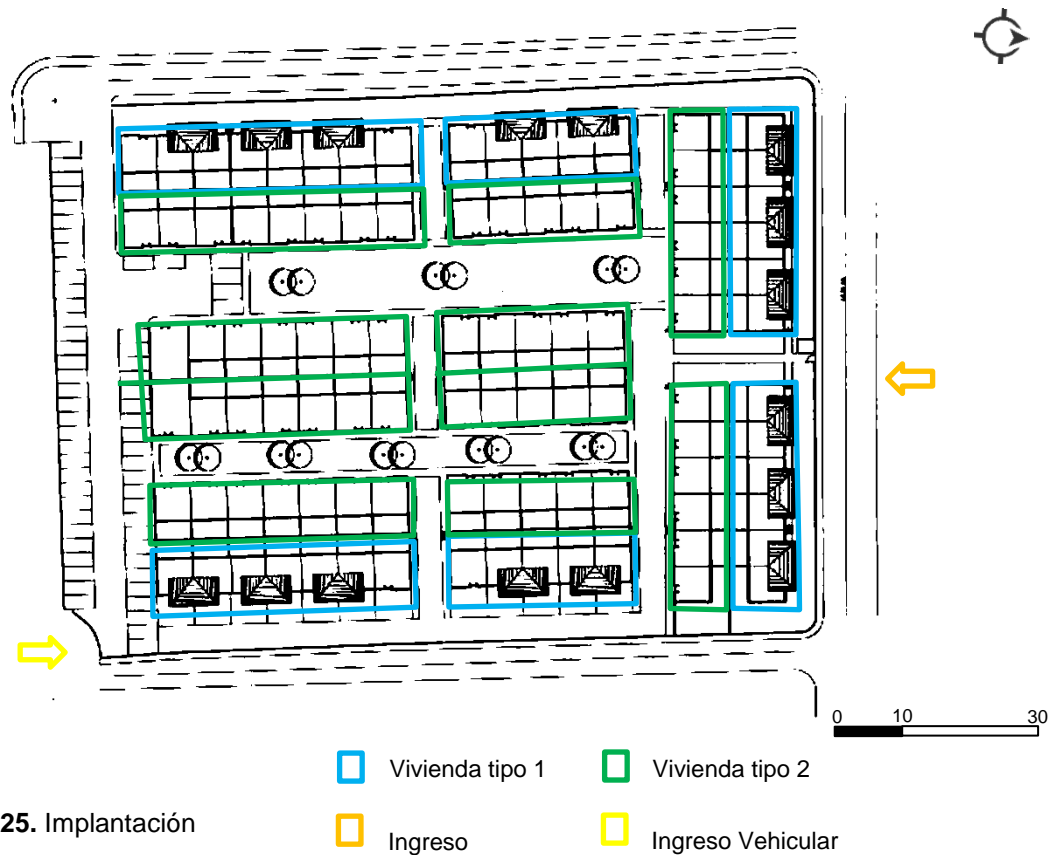 0 10 30
Vivienda tipo 1 Vivienda tipo 2
25. Implantación
Ingreso Ingreso Vehicular